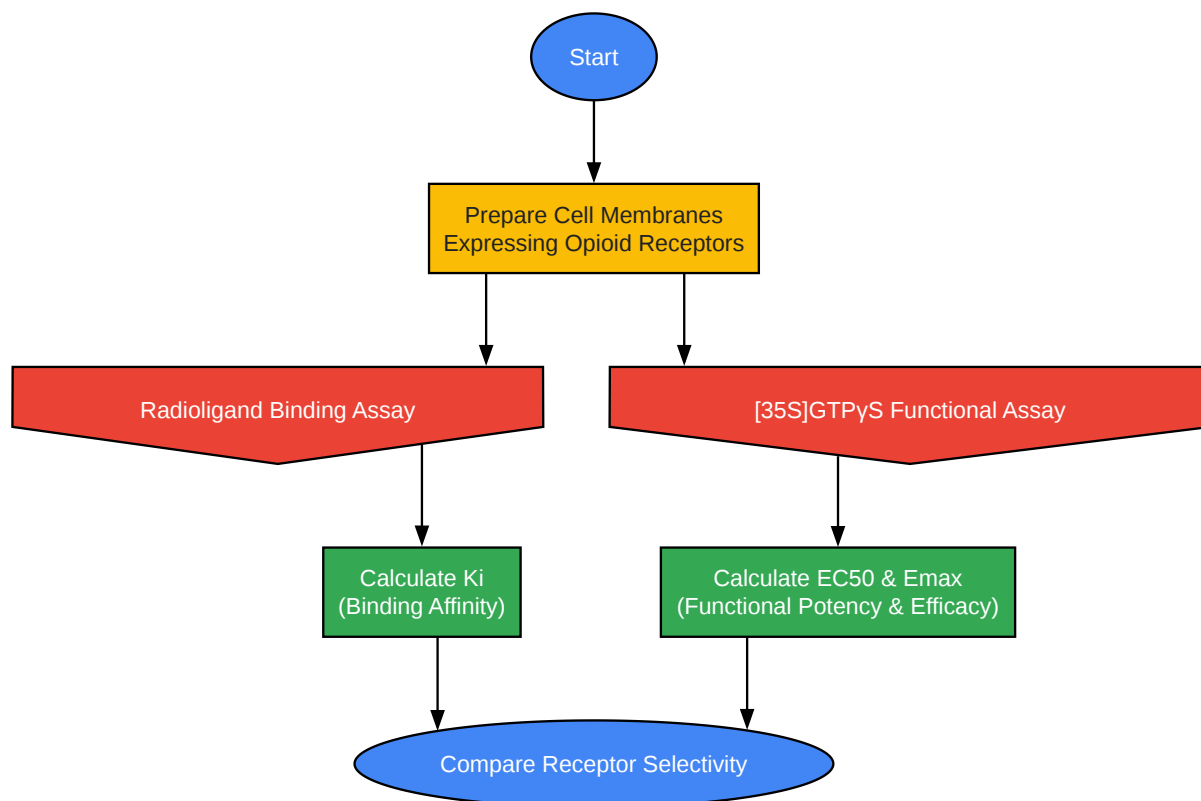 Start
Prepare Cell Membranes
Expressing Opioid Receptors
Radioligand Binding Assay
[35S]GTPγS Functional Assay
Calculate Ki
(Binding Affinity)
Calculate EC50 & Emax
(Functional Potency & Efficacy)
Compare Receptor Selectivity